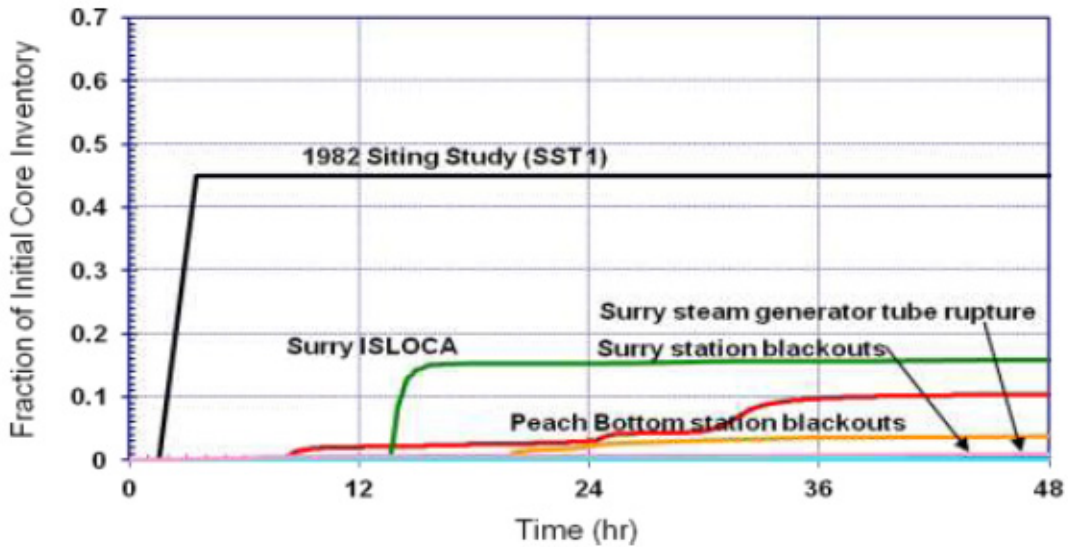 Fraction of Initial Core Inventory
0.7
0.6
0.5
0.4
0.3
0.2
0.1
0
1982 Siting Study (SST1)
Surry steam generator tube rupture
Surry ISLOCA
Surry station blackouts
Peach Bottom station blackouts
0 12 24 36 48
Time (hr)